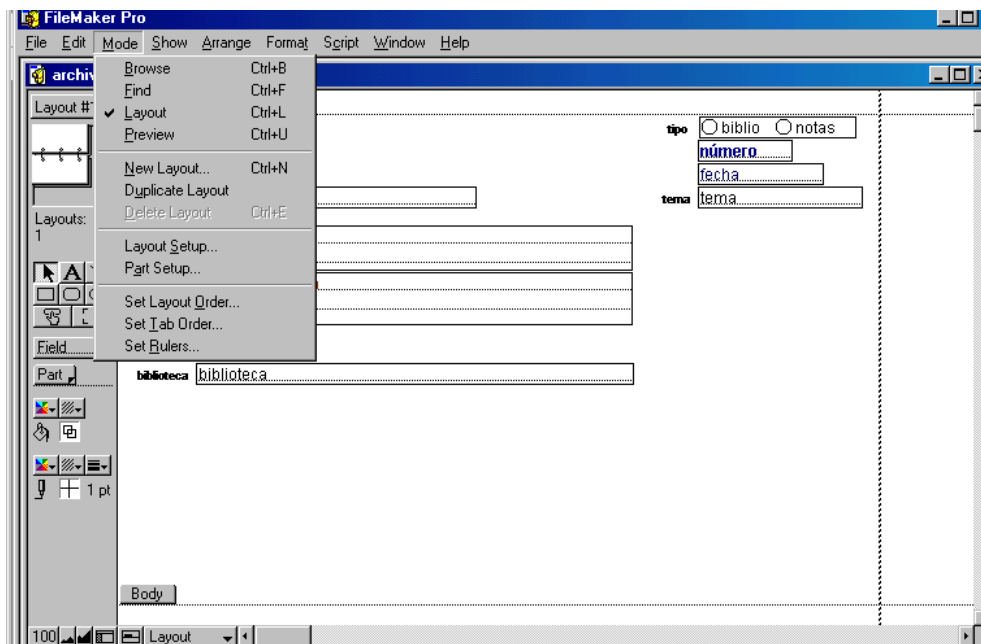 FileMaker Pro
File Edit Mode Show Arrange Format Script Window Help
archiv
Browse Ctrl+B
Find Ctrl+F
Layout Ctrl+L
Preview Ctrl+U
New Layout... Ctrl+N
Duplicate Layout
Delete Layout Ctrl+E
Layout Setup...
Part Setup...
Set Layout Order...
Set Tab Order...
Set Rulers...
Layout #1
Layouts:
1
A
Field
Part
1 pt
tipo biblio notas
número
fecha
tema tema
biblioteca biblioteca
Body
100 Layout